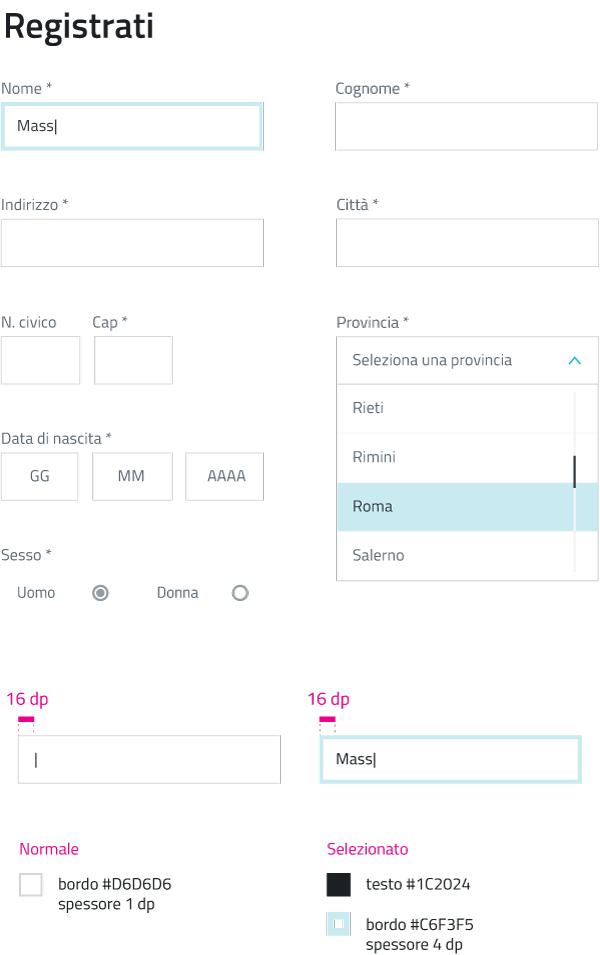 Registrati
Nome *
Cognome *
Mass|
Indirizzo *
Città *
N. civico
Cap *
Provincia *
Seleziona una provincia
Rieti
Rimini
Roma
Salerno
Data di nascita *
GG
MM
AAAA
Sesso *
Uomo
Donna
16 dp
16 dp
|
Mass|
Normale
bordo #D6D6D6
spessore 1 dp
Selezionato
testo #1C2024
bordo #C6F3F5
spessore 4 dp